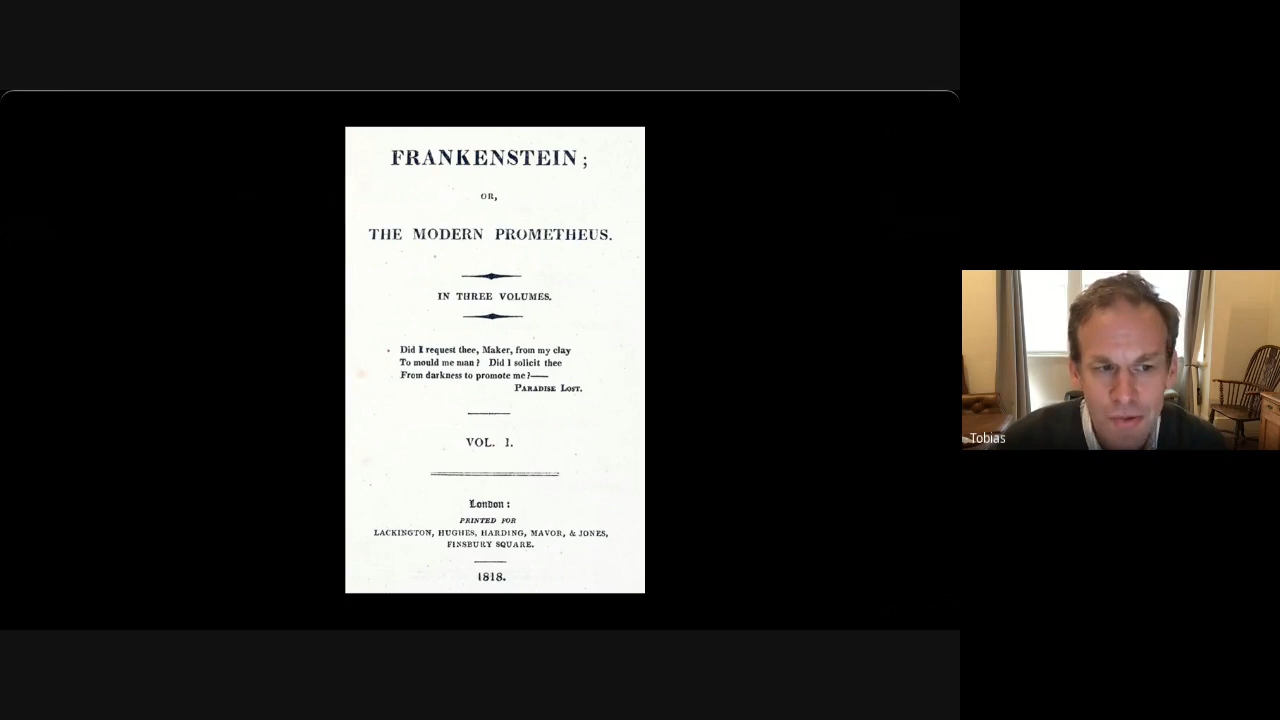 FRANKENSTEIN;
OR,
THE MODERN PROMETHEUS.
IN THREE VOLUMES.
Did I request thee, Maker, from my clay
To mould me man? Did I solicit thee
From darkness to promote me?——
PARADISE LOST.
VOL. I.
London:
PRINTED FOR
LACKINGTON, HUGHES, HARDING, MAVOR, & JONES,
FINSBURY SQUARE.
1818.
Tobias